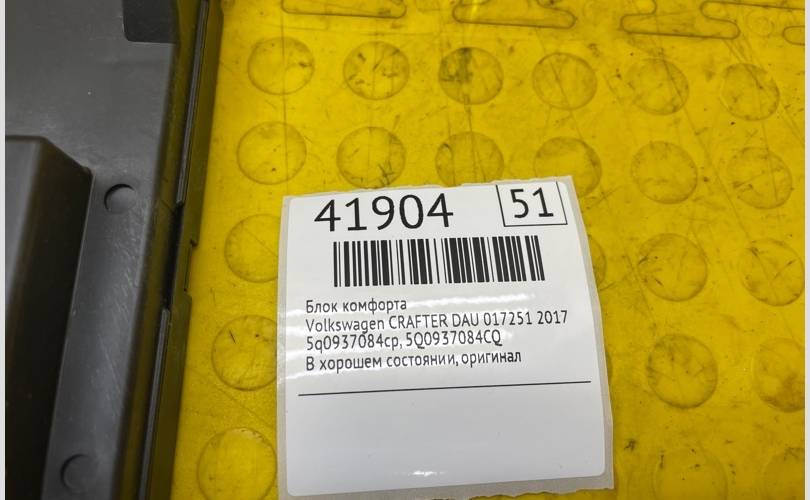 41904 51
Блок комфорта
Volkswagen CRAFTER DAU 017251 2017
5q0937084cp, 5Q0937084CQ
В хорошем состоянии, оригинал